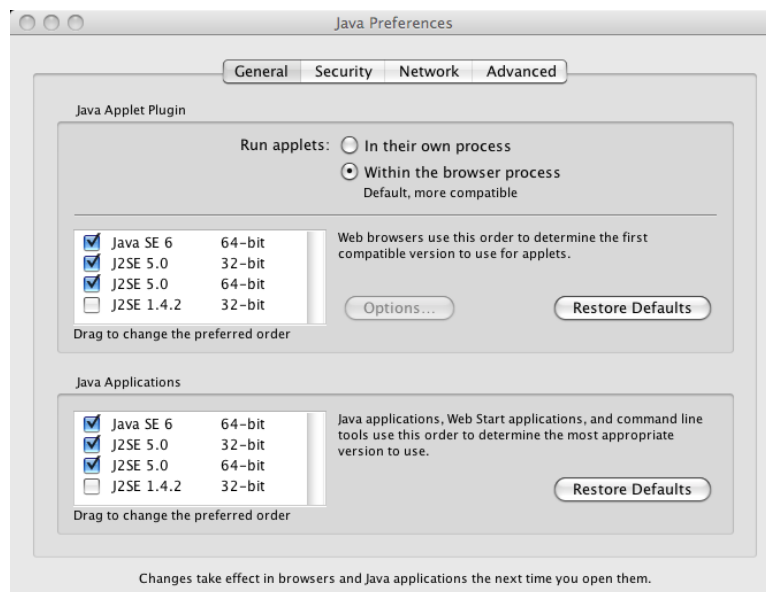 Java Preferences
General Security Network Advanced
Java Applet Plugin
Run applets: In their own process
Within the browser process
Default, more compatible
Java SE 6 64-bit
J2SE 5.0 32-bit
J2SE 5.0 64-bit
J2SE 1.4.2 32-bit
Drag to change the preferred order
Web browsers use this order to determine the first
compatible version to use for applets.
Options... Restore Defaults
Java Applications
Java SE 6 64-bit
J2SE 5.0 32-bit
J2SE 5.0 64-bit
J2SE 1.4.2 32-bit
Drag to change the preferred order
Java applications, Web Start applications, and command line
tools use this order to determine the most appropriate
version to use.
Restore Defaults
Changes take effect in browsers and Java applications the next time you open them.